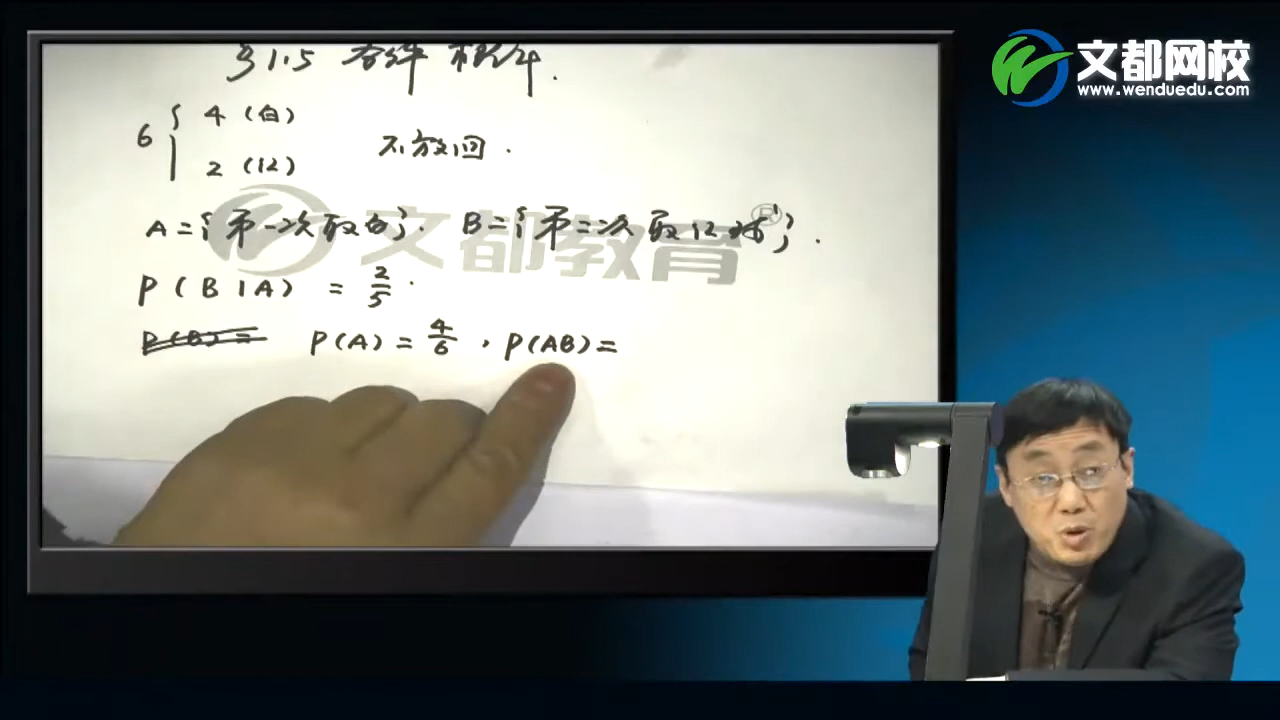 §1.5 条件概率.
6 { 4 (白)
2 (红)
不放回.
A={第一次取白}. B={第二次取红球}.
P(B|A) = 2/5.
P(B)= P(A)=4/6, P(AB)=
文都教育
文都网校
www.wenduedu.com